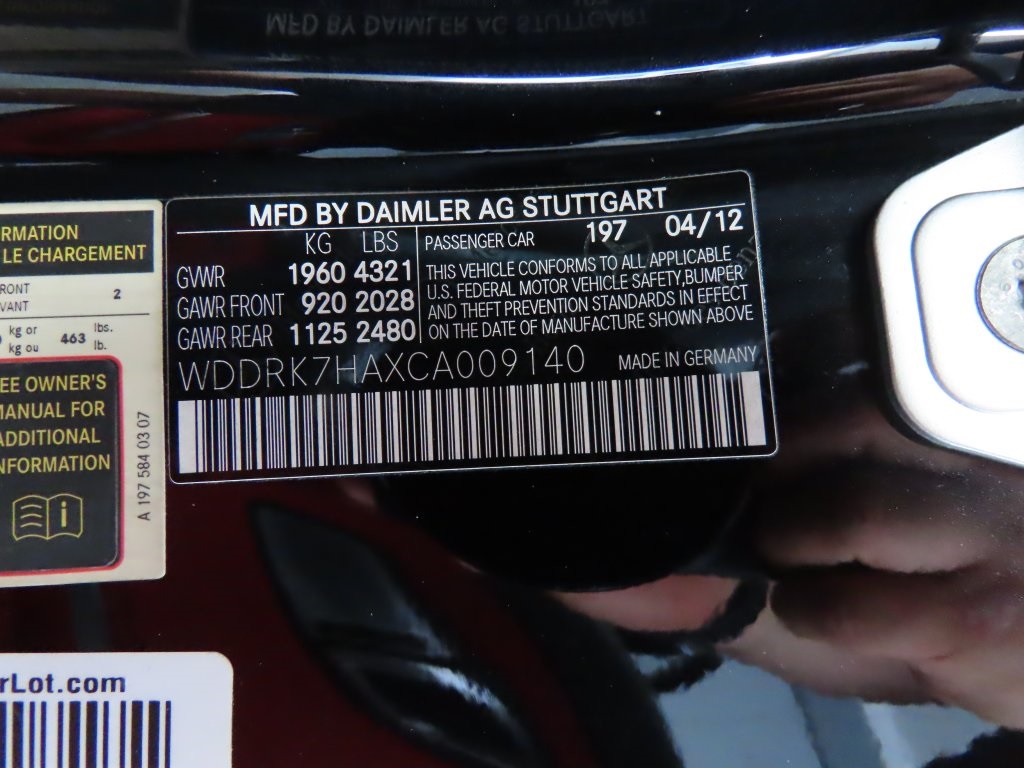 MFD BY DAIMLER AG STUTTGART
MFD BY DAIMLER AG STUTTGART
KG LBS
PASSENGER CAR 197 04/12
GVWR 1960 4321
GAWR FRONT 920 2028
GAWR REAR 1125 2480
THIS VEHICLE CONFORMS TO ALL APPLICABLE
U.S. FEDERAL MOTOR VEHICLE SAFETY,BUMPER
AND THEFT PREVENTION STANDARDS IN EFFECT
ON THE DATE OF MANUFACTURE SHOWN ABOVE
WDDRK7HAXCA009140 MADE IN GERMANY
RMATION
LE CHARGEMENT
RONT
VANT
2
kg or
kg ou
463
lbs.
lb.
EE OWNER'S
MANUAL FOR
ADDITIONAL
NFORMATION
i
A 197 584 03 07
rLot.com